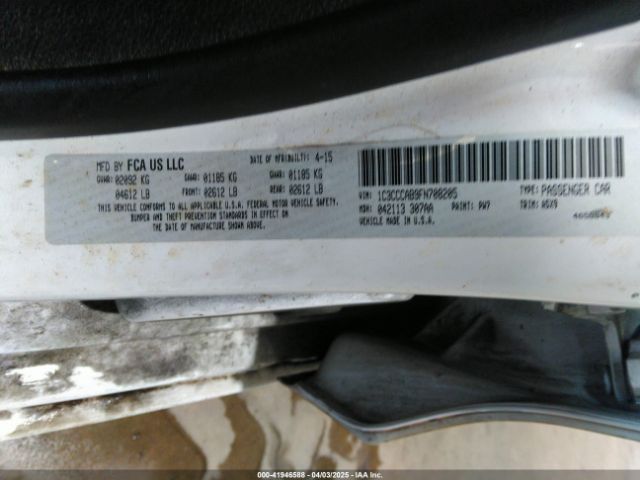 MFD BY FCA US LLC DATE OF MFR(BUILT): 4-15
GVWR: 02092 KG GAWR: 01185 KG GAWR: 01185 KG
04612 LB FRONT: 02612 LB REAR: 02612 LB
THIS VEHICLE CONFORMS TO ALL APPLICABLE U.S.A. FEDERAL MOTOR VEHICLE SAFETY,
BUMPER AND THEFT PREVENTION STANDARDS IN EFFECT ON
THE DATE OF MANUFACTURE SHOWN ABOVE.
VIN: 1C3CCCAB9FN708205 TYPE: PASSENGER CAR
MDH: 042113 307AA PAINT: PW7 TRIM: A5X9
VEHICLE MADE IN U.S.A.
000-41946588 - 04/03/2025 - iaai.com